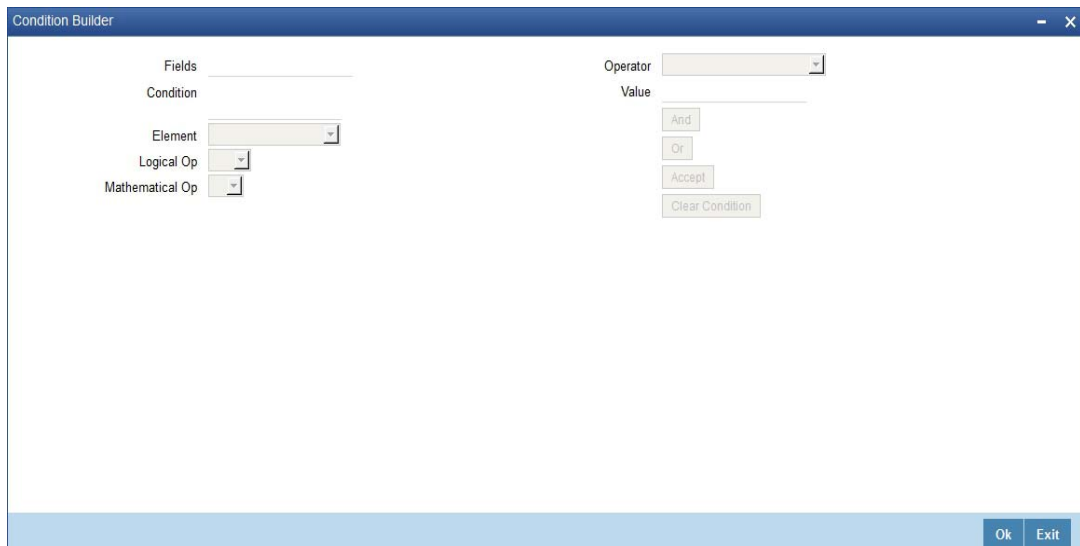 Condition Builder
Fields
Condition
Element
Logical Op
Mathematical Op
Operator
Value
And
Or
Accept
Clear Condition
Ok Exit